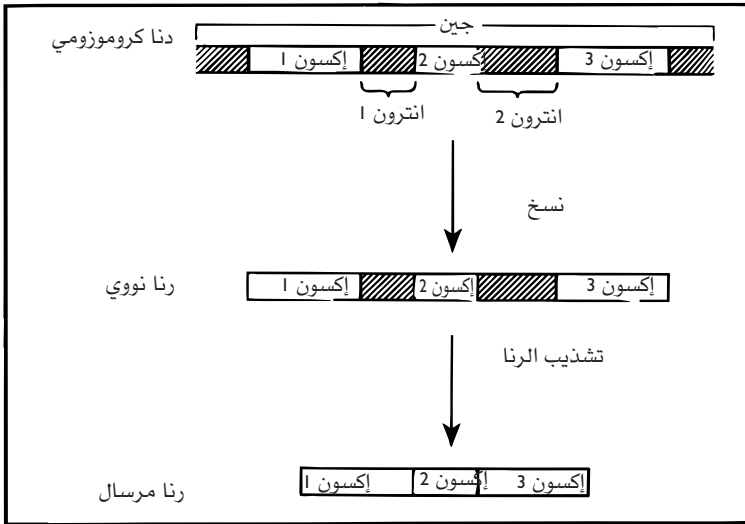 جين
دنا كروموزومي
إكسون 1
كسون 2
إكسون 3
انترون 1
انترون 2
نسخ
رنا نووي
إكسون 1
إكسون 2
إكسون 3
تشذيب الرنا
رنا مرسال
إكسون 1
إكسون 2
إكسون 3